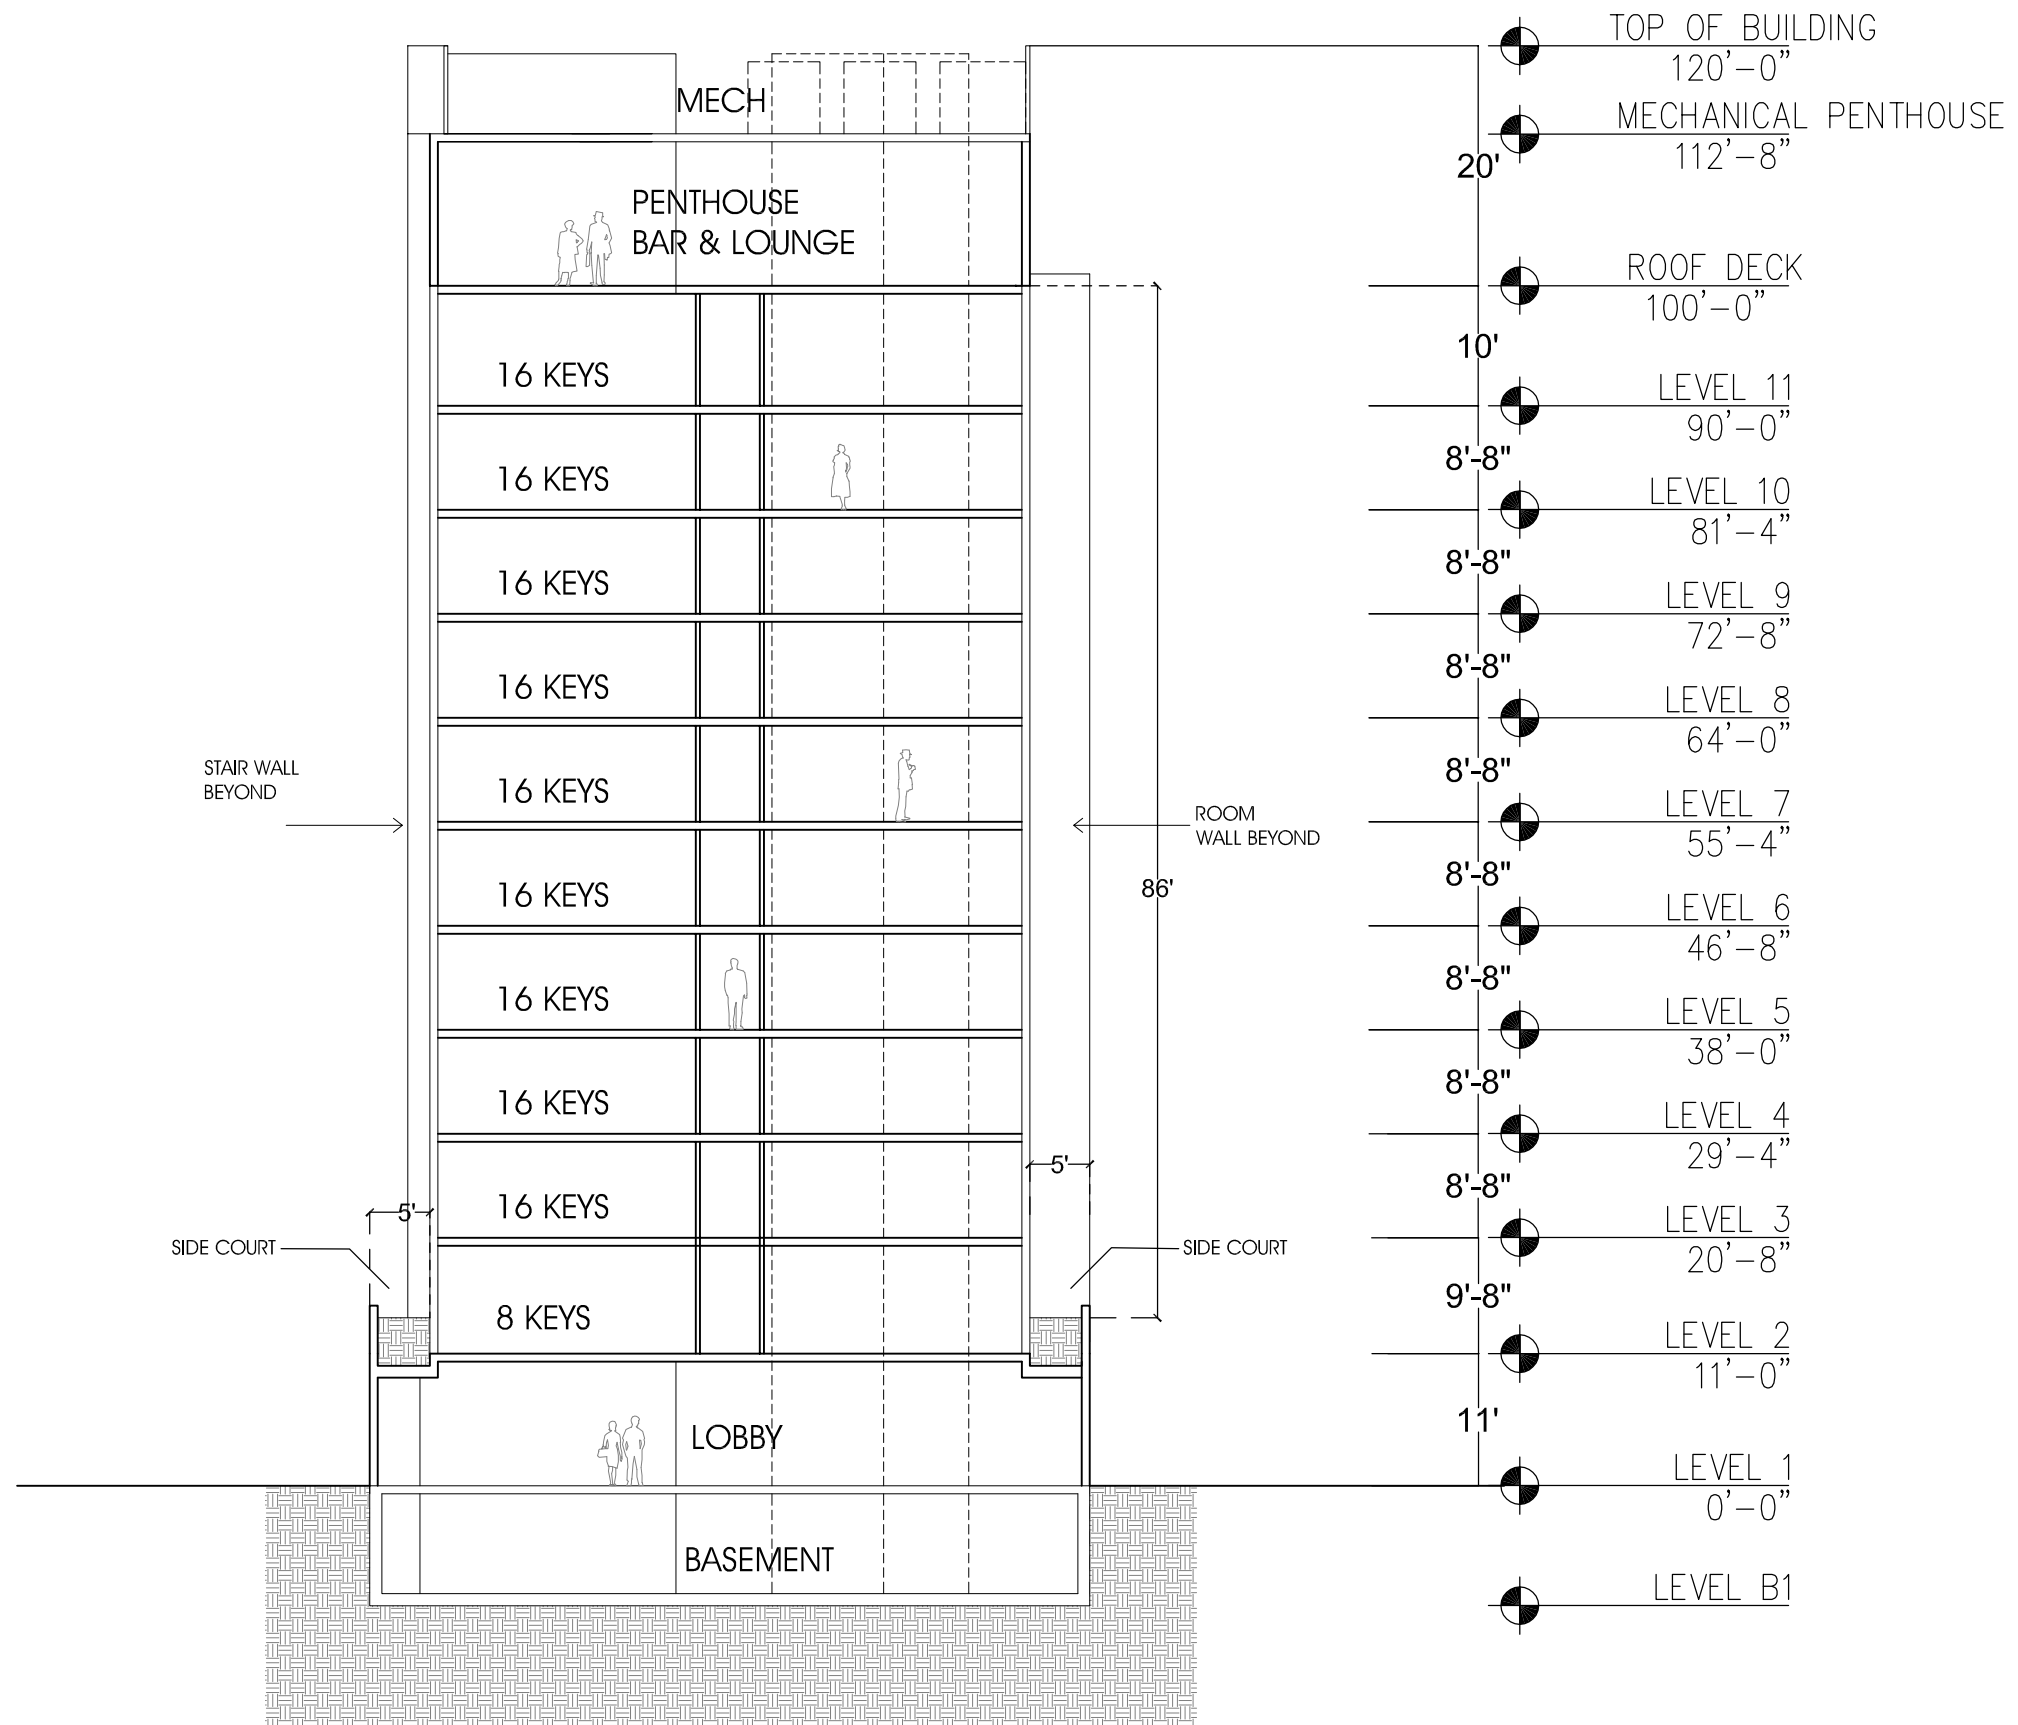 TOP OF BUILDING
120'-0"
MECH
MECHANICAL PENTHOUSE
112'-8"
20'
PENTHOUSE
BAR & LOUNGE
ROOF DECK
100'-0"
10'
16 KEYS
LEVEL 11
90'-0"
8'-8"
16 KEYS
LEVEL 10
81'-4"
8'-8"
16 KEYS
LEVEL 9
72'-8"
8'-8"
16 KEYS
LEVEL 8
64'-0"
8'-8"
STAIR WALL
BEYOND
16 KEYS
ROOM
WALL BEYOND
LEVEL 7
55'-4"
8'-8"
86'
16 KEYS
LEVEL 6
46'-8"
8'-8"
16 KEYS
LEVEL 5
38'-0"
8'-8"
16 KEYS
LEVEL 4
29'-4"
5'
8'-8"
5'
16 KEYS
LEVEL 3
20'-8"
SIDE COURT
SIDE COURT
9'-8"
8 KEYS
LEVEL 2
11'-0"
11'
LOBBY
LEVEL 1
0'-0"
BASEMENT
LEVEL B1